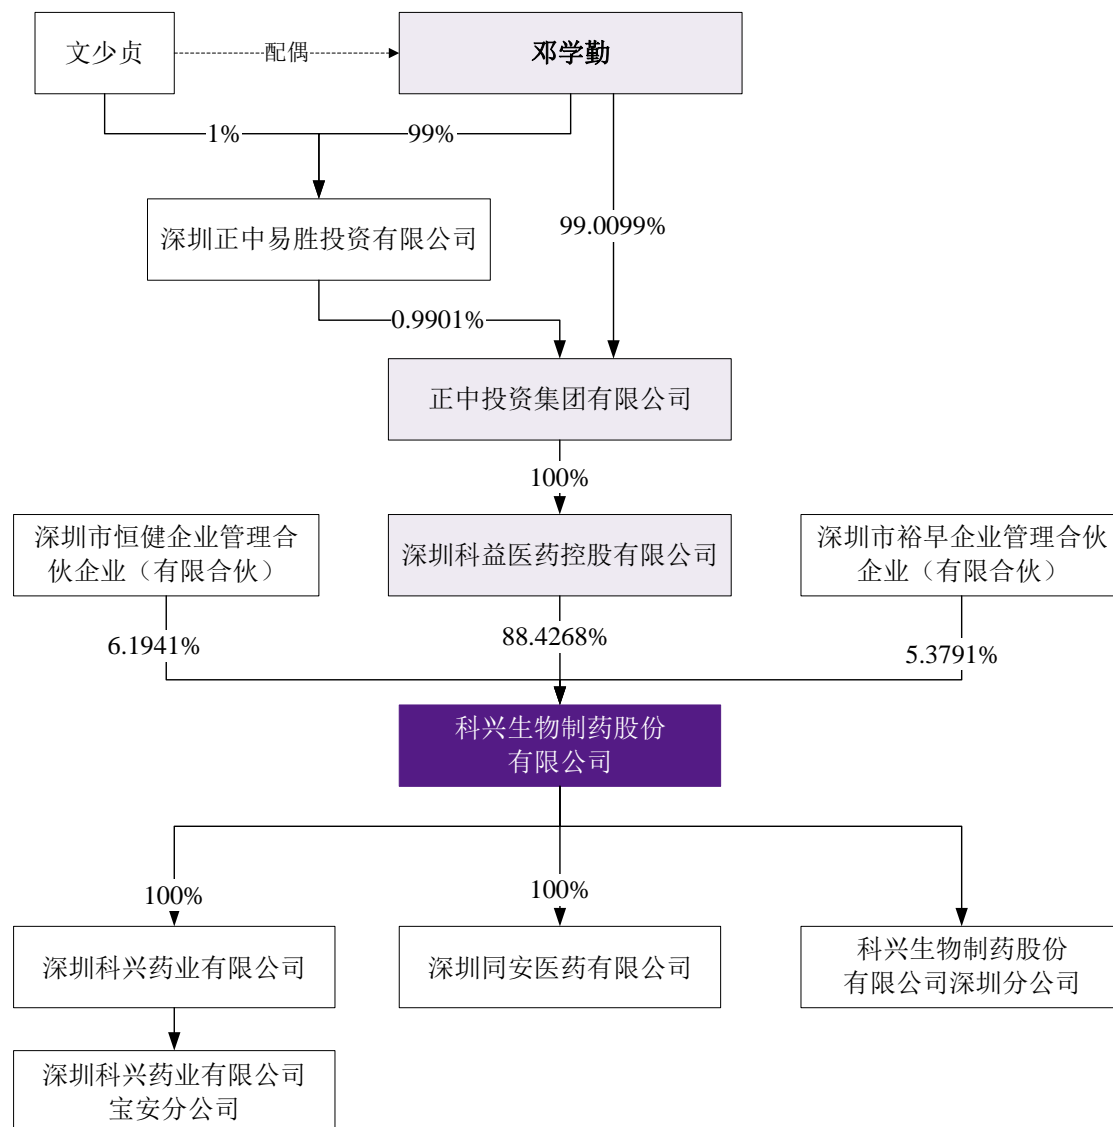 文少贞
配偶
邓学勤
1%
99%
深圳正中易胜投资有限公司
99.0099%
0.9901%
正中投资集团有限公司
100%
深圳市恒健企业管理合
伙企业（有限合伙）
深圳科益医药控股有限公司
深圳市裕早企业管理合伙
企业（有限合伙）
6.1941%
88.4268%
5.3791%
科兴生物制药股份
有限公司
100%
100%
深圳科兴药业有限公司
深圳同安医药有限公司
科兴生物制药股份
有限公司深圳分公司
深圳科兴药业有限公司
宝安分公司